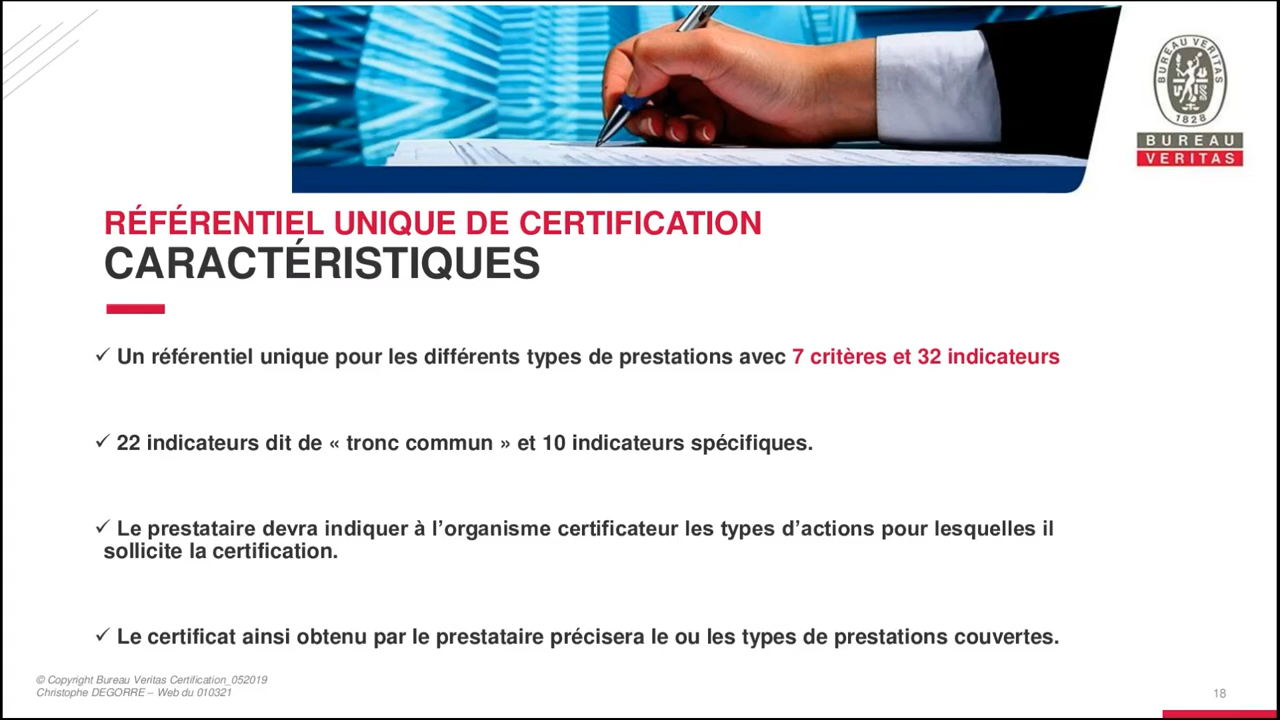 BUREAU VERITAS
1828
BUREAU
VERITAS
RÉFÉRENTIEL UNIQUE DE CERTIFICATION
CARACTÉRISTIQUES
✓ Un référentiel unique pour les différents types de prestations avec 7 critères et 32 indicateurs
✓ 22 indicateurs dit de « tronc commun » et 10 indicateurs spécifiques.
✓ Le prestataire devra indiquer à l’organisme certificateur les types d’actions pour lesquelles il
sollicite la certification.
✓ Le certificat ainsi obtenu par le prestataire précisera le ou les types de prestations couvertes.
© Copyright Bureau Veritas Certification_052019
Christophe DEGORRE – Web du 010321
18